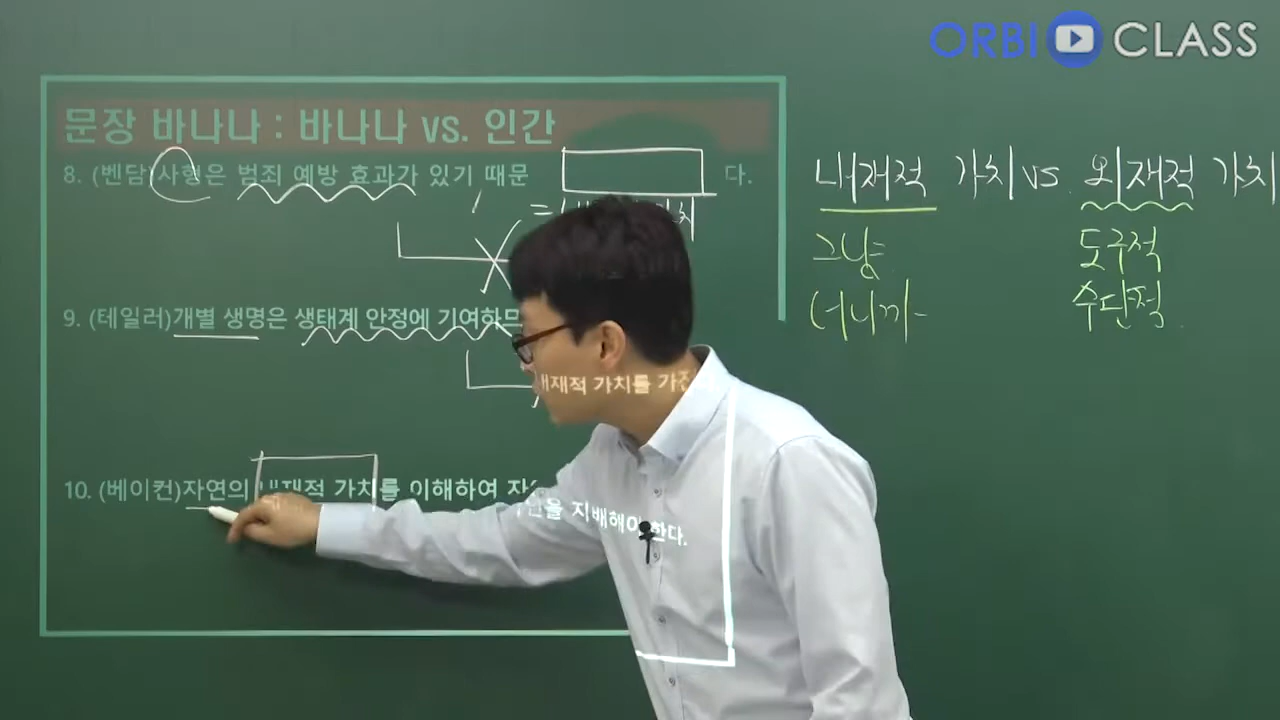 ORBI CLASS
문장 바나나 : 바나나 vs. 인간
8. (벤담)사형은 범죄 예방 효과가 있기 때문 다.
9. (테일러)개별 생명은 생태계 안정에 기여하므
내재적 가치를
10. (베이컨)자연의 내재적 가치를 이해하여
지배해야 한다.
내재적 가치 vs. 외재적 가치
그냥 도구적
너니까 수단적